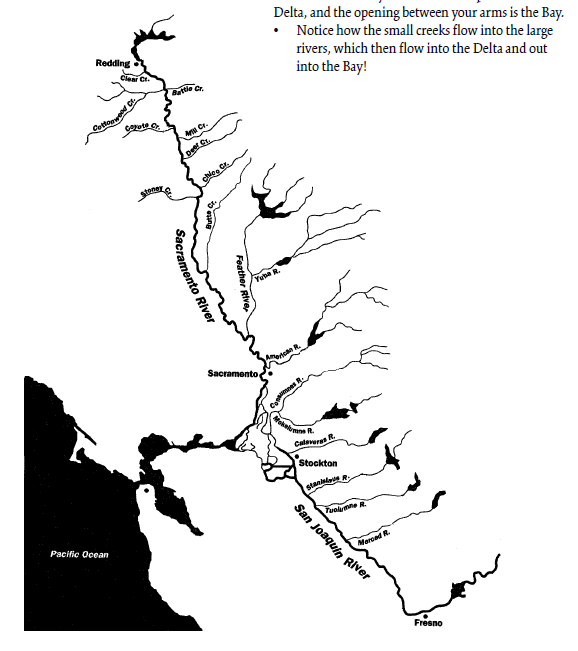 Delta, and the opening between your arms is the Bay.
• Notice how the small creeks flow into the large
rivers, which then flow into the Delta and out
into the Bay!
Redding
Clear Cr.
Battle Cr.
Cottonwood Cr.
Coyote Cr.
Mill Cr.
Deer Cr.
Chico Cr.
Stoney Cr.
Butte Cr.
Sacramento River
Feather River
Yuba R.
American R.
Sacramento
Cosumnes R.
Mokelumne R.
Calaveras R.
Stockton
Stanislaus R.
Tuolumne R.
San Joaquin River
Merced R.
Pacific Ocean
Fresno